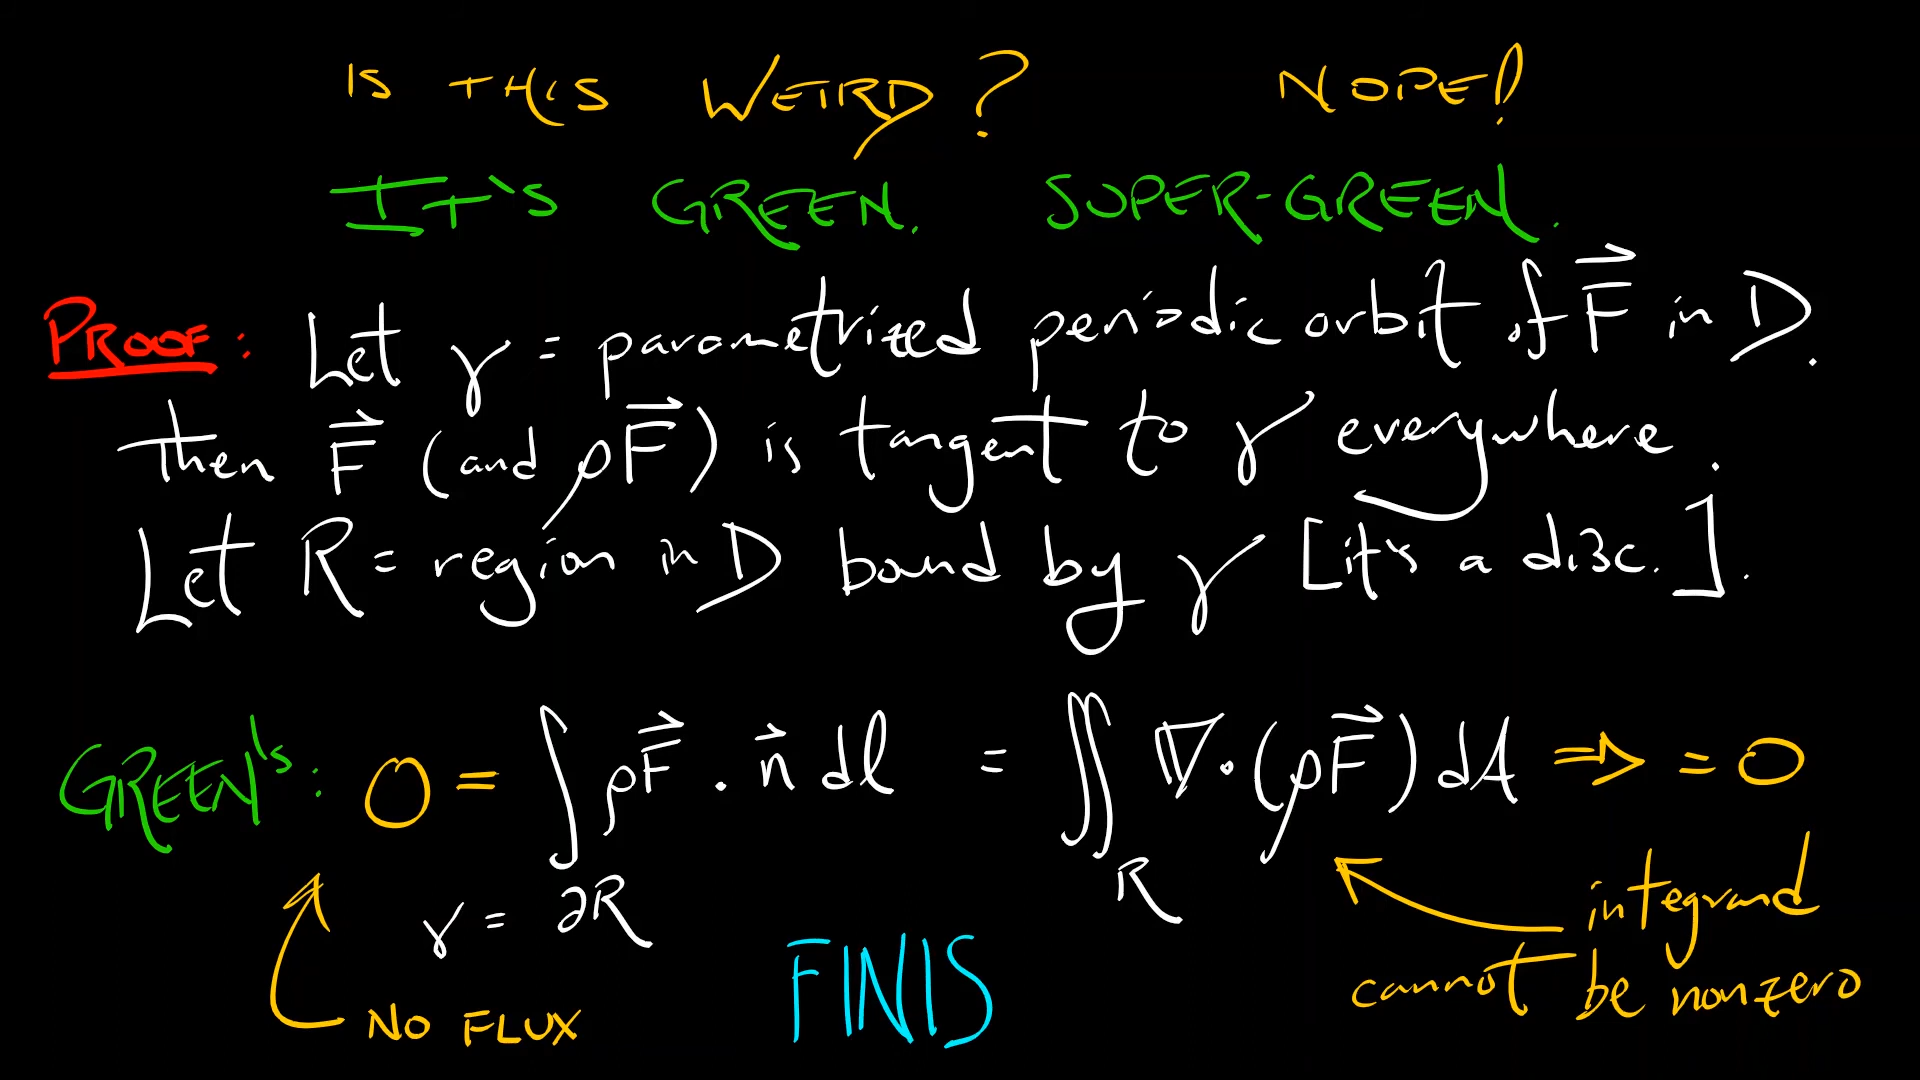 IS THIS WEIRD? NOPE!
IT'S GREEN. SUPER-GREEN.
PROOF: Let γ = parametrized periodic orbit of F⃗ in D.
Then F⃗ (and ρF⃗) is tangent to γ everywhere.
Let R = region in D bound by γ [it's a disc.].
GREEN'S: 0 = ∫ ρF⃗ · n⃗ dl = ∬ ∇·(ρF⃗) dA ⇒ = 0
γ = ∂R R
NO FLUX
FINIS
integrand
cannot be nonzero